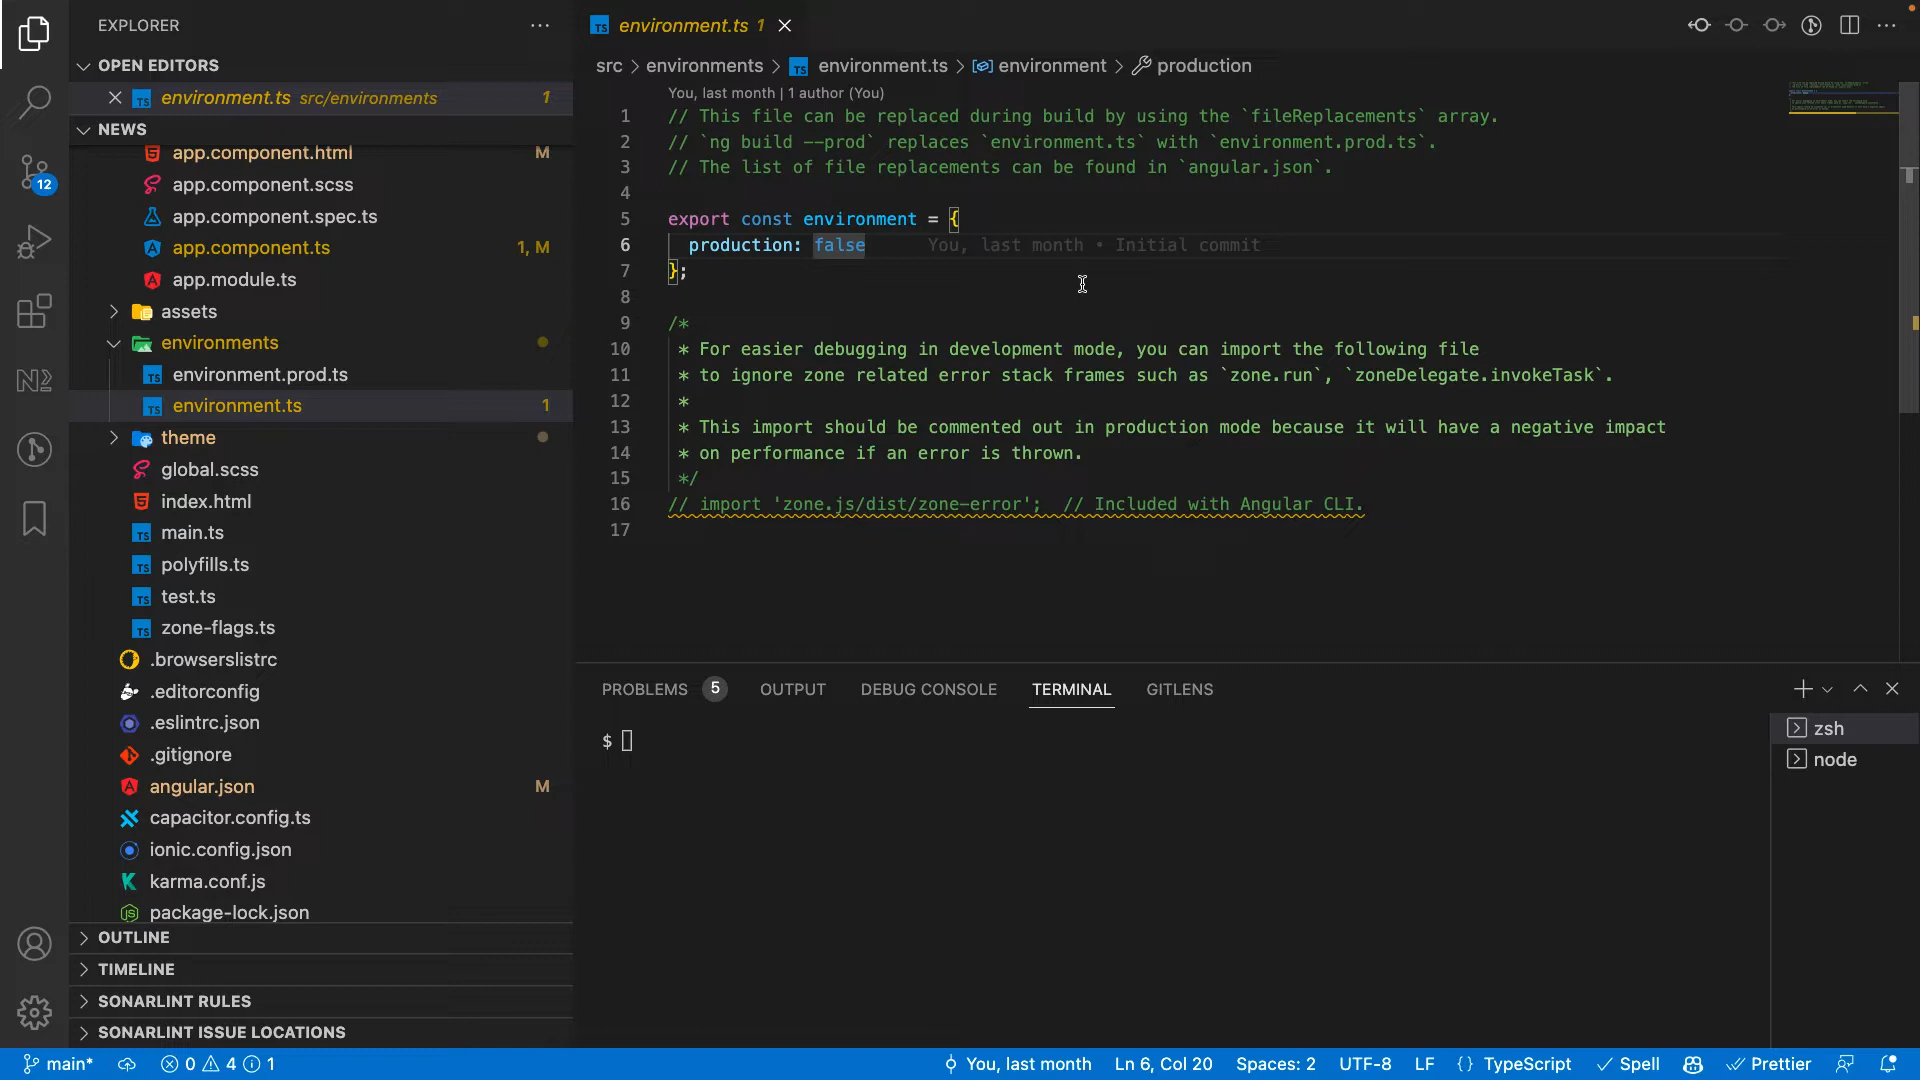 EXPLORER
OPEN EDITORS
environment.ts src/environments 1
NEWS
app.component.html M
app.component.scss
app.component.spec.ts
app.component.ts 1, M
app.module.ts
assets
environments
environment.prod.ts
environment.ts 1
theme
global.scss
index.html
main.ts
polyfills.ts
test.ts
zone-flags.ts
.browserslistrc
.editorconfig
.eslintrc.json
.gitignore
angular.json M
capacitor.config.ts
ionic.config.json
karma.conf.js
package-lock.json
OUTLINE
TIMELINE
SONARLINT RULES
SONARLINT ISSUE LOCATIONS
12
TS environment.ts 1
src > environments > TS environment.ts > environment > production
You, last month | 1 author (You)
1 // This file can be replaced during build by using the `fileReplacements` array.
2 // `ng build --prod` replaces `environment.ts` with `environment.prod.ts`.
3 // The list of file replacements can be found in `angular.json`.
4
5 export const environment = {
6 production: false You, last month • Initial commit
7 };
8
9 /*
10 * For easier debugging in development mode, you can import the following file
11 * to ignore zone related error stack frames such as `zone.run`, `zoneDelegate.invokeTask`.
12 *
13 * This import should be commented out in production mode because it will have a negative impact
14 * on performance if an error is thrown.
15 */
16 // import 'zone.js/dist/zone-error'; // Included with Angular CLI.
17
PROBLEMS 5 OUTPUT DEBUG CONSOLE TERMINAL GITLENS
$
zsh
node
main* 0 4 1 You, last month Ln 6, Col 20 Spaces: 2 UTF-8 LF {} TypeScript Spell Prettier